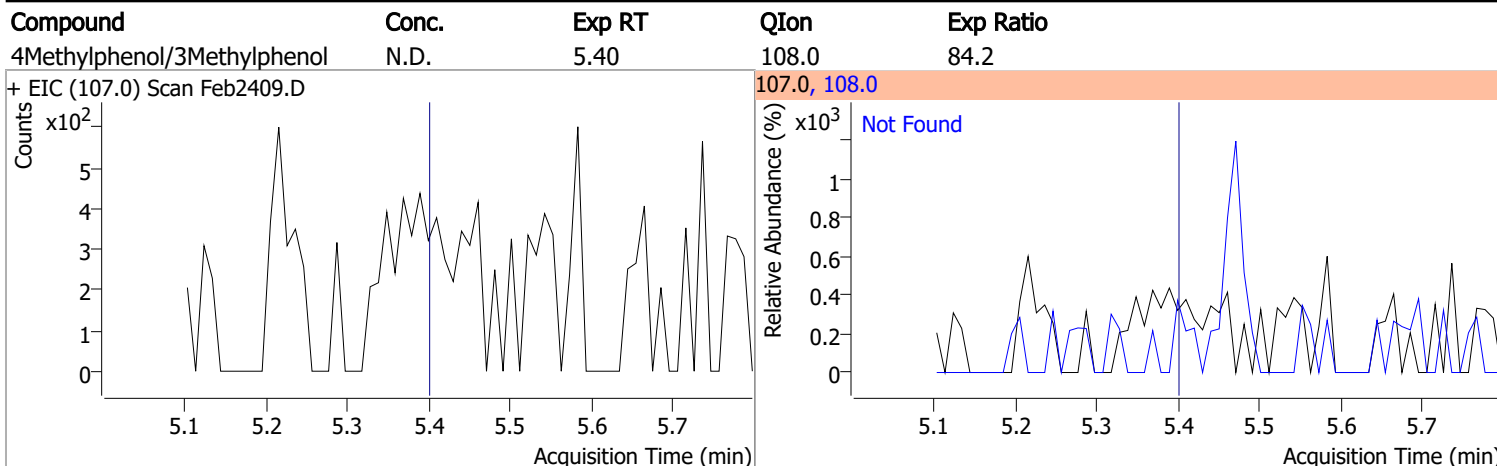 Compound Conc. Exp RT QIon Exp Ratio
4Methylphenol/3Methylphenol N.D. 5.40 108.0 84.2
+ EIC (107.0) Scan Feb2409.D
Counts
x10²
5
4
3
2
1
0
5.1 5.2 5.3 5.4 5.5 5.6 5.7
Acquisition Time (min)
107.0, 108.0
Relative Abundance (%)
x10³
Not Found
1
0.8
0.6
0.4
0.2
0
5.1 5.2 5.3 5.4 5.5 5.6 5.7
Acquisition Time (min)